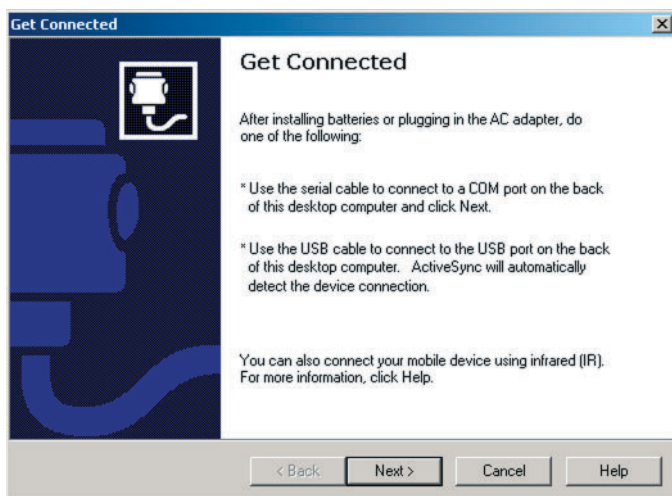 Get Connected
Get Connected
After installing batteries or plugging in the AC adapter, do
one of the following:
* Use the serial cable to connect to a COM port on the back
of this desktop computer and click Next.
* Use the USB cable to connect to the USB port on the back
of this desktop computer. ActiveSync will automatically
detect the device connection.
You can also connect your mobile device using infrared (IR).
For more information, click Help.
< Back Next > Cancel Help